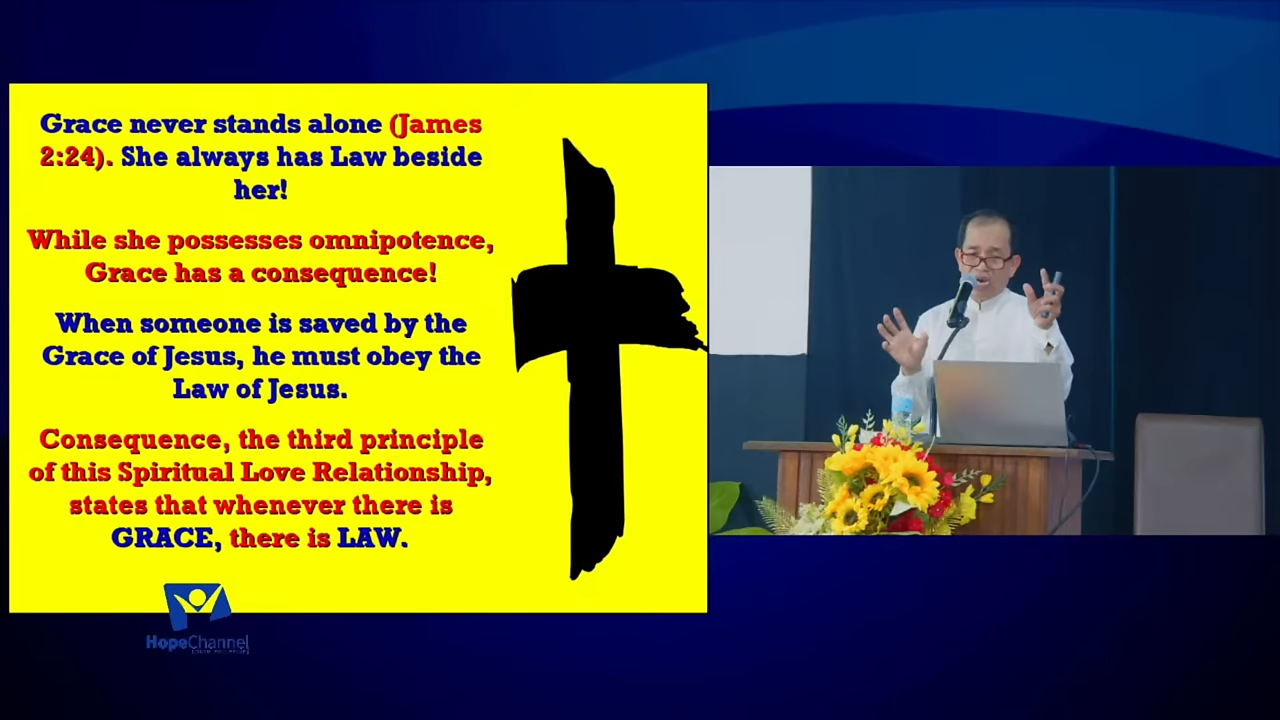 Grace never stands alone (James
2:24). She always has Law beside
her!
While she possesses omnipotence,
Grace has a consequence!
When someone is saved by the
Grace of Jesus, he must obey the
Law of Jesus.
Consequence, the third principle
of this Spiritual Love Relationship,
states that whenever there is
GRACE, there is LAW.
HopeChannel